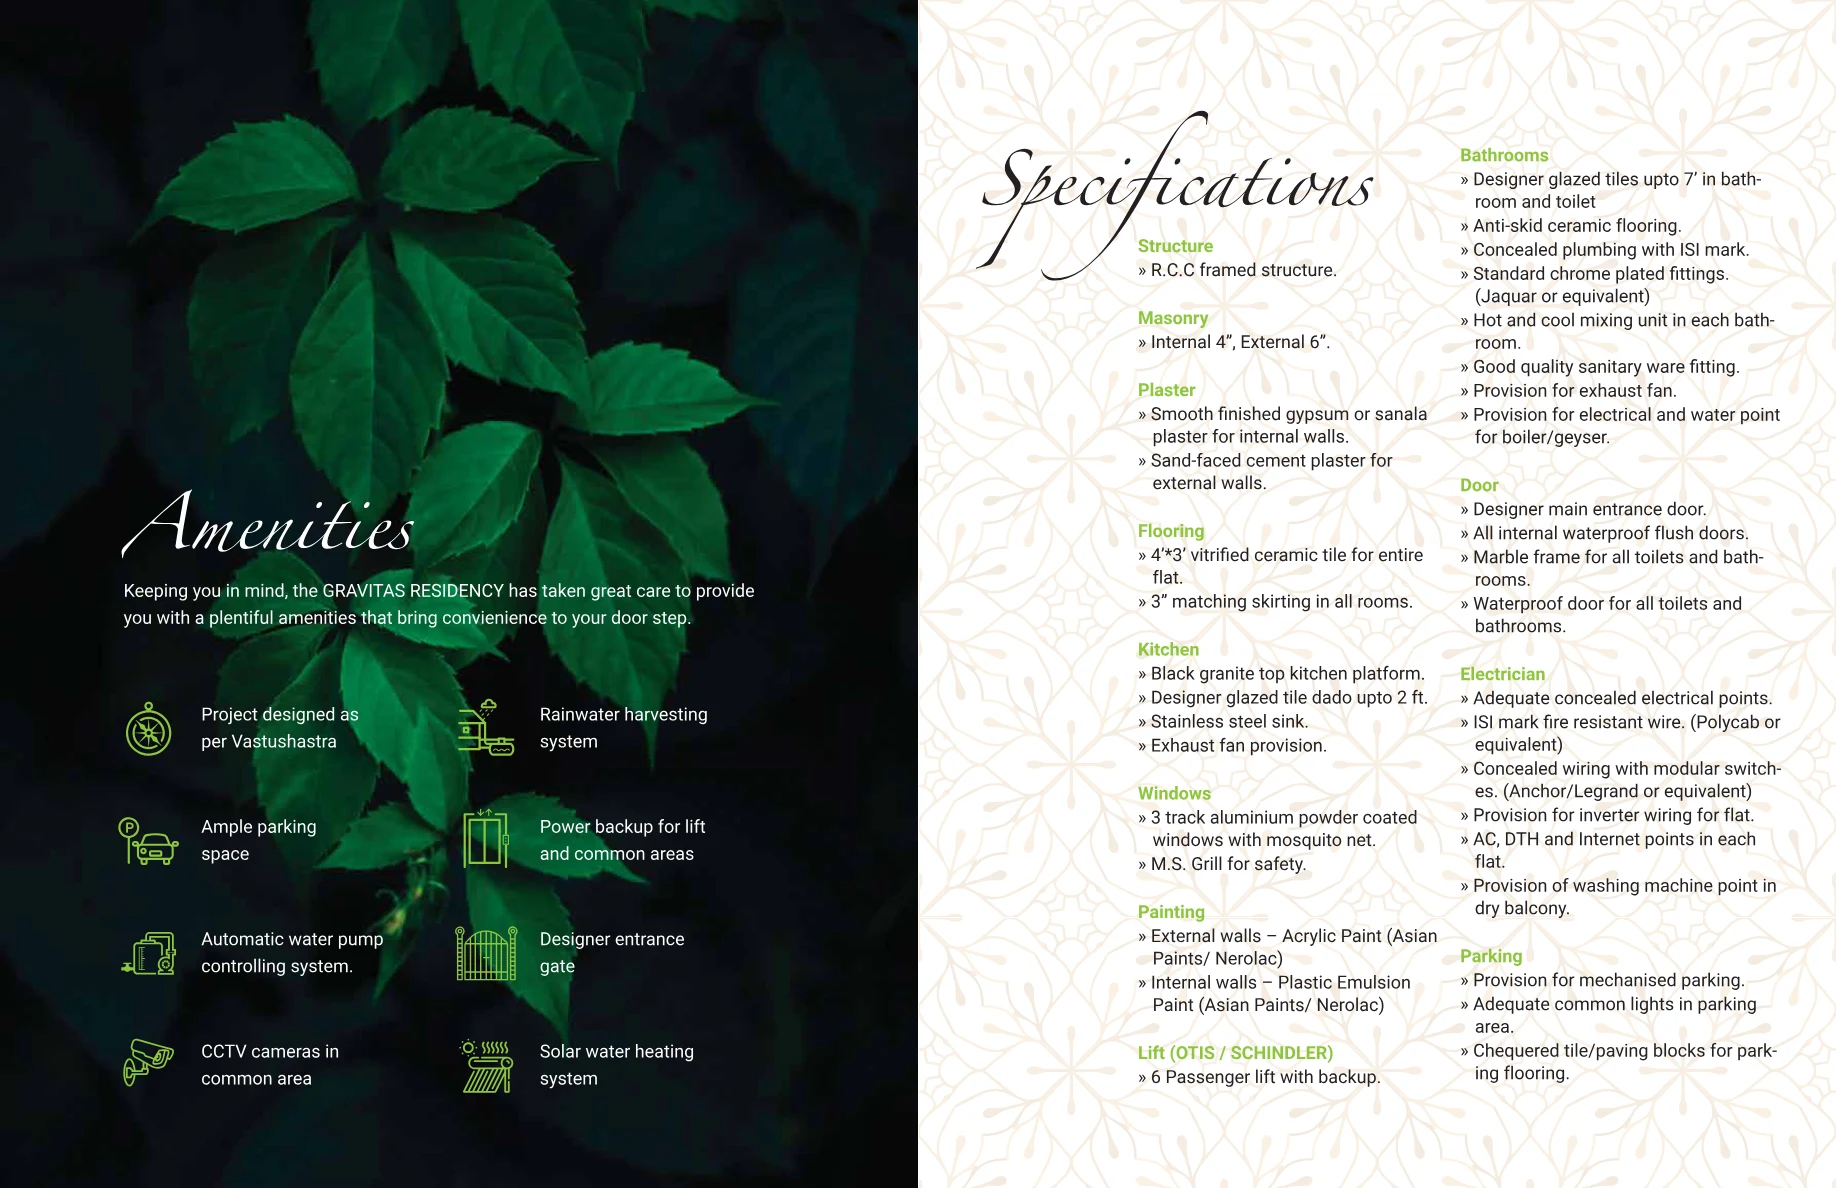 Amenities
Keeping you in mind, the GRAVITAS RESIDENCY has taken great care to provide
you with a plentiful amenities that bring convienience to your door step.
Project designed as
per Vastushastra
Rainwater harvesting
system
P
Ample parking
space
Power backup for lift
and common areas
Automatic water pump
controlling system.
Designer entrance
gate
CCTV cameras in
common area
Solar water heating
system
Specifications
Structure
» R.C.C framed structure.
Masonry
» Internal 4”, External 6”.
Plaster
» Smooth finished gypsum or sanala
plaster for internal walls.
» Sand-faced cement plaster for
external walls.
Flooring
» 4’*3’ vitrified ceramic tile for entire
flat.
» 3” matching skirting in all rooms.
Kitchen
» Black granite top kitchen platform.
» Designer glazed tile dado upto 2 ft.
» Stainless steel sink.
» Exhaust fan provision.
Windows
» 3 track aluminium powder coated
windows with mosquito net.
» M.S. Grill for safety.
Painting
» External walls – Acrylic Paint (Asian
Paints/ Nerolac)
» Internal walls – Plastic Emulsion
Paint (Asian Paints/ Nerolac)
Lift (OTIS / SCHINDLER)
» 6 Passenger lift with backup.
Bathrooms
» Designer glazed tiles upto 7’ in bath-
room and toilet
» Anti-skid ceramic flooring.
» Concealed plumbing with ISI mark.
» Standard chrome plated fittings.
(Jaquar or equivalent)
» Hot and cool mixing unit in each bath-
room.
» Good quality sanitary ware fitting.
» Provision for exhaust fan.
» Provision for electrical and water point
for boiler/geyser.
Door
» Designer main entrance door.
» All internal waterproof flush doors.
» Marble frame for all toilets and bath-
rooms.
» Waterproof door for all toilets and
bathrooms.
Electrician
» Adequate concealed electrical points.
» ISI mark fire resistant wire. (Polycab or
equivalent)
» Concealed wiring with modular switch-
es. (Anchor/Legrand or equivalent)
» Provision for inverter wiring for flat.
» AC, DTH and Internet points in each
flat.
» Provision of washing machine point in
dry balcony.
Parking
» Provision for mechanised parking.
» Adequate common lights in parking
area.
» Chequered tile/paving blocks for park-
ing flooring.